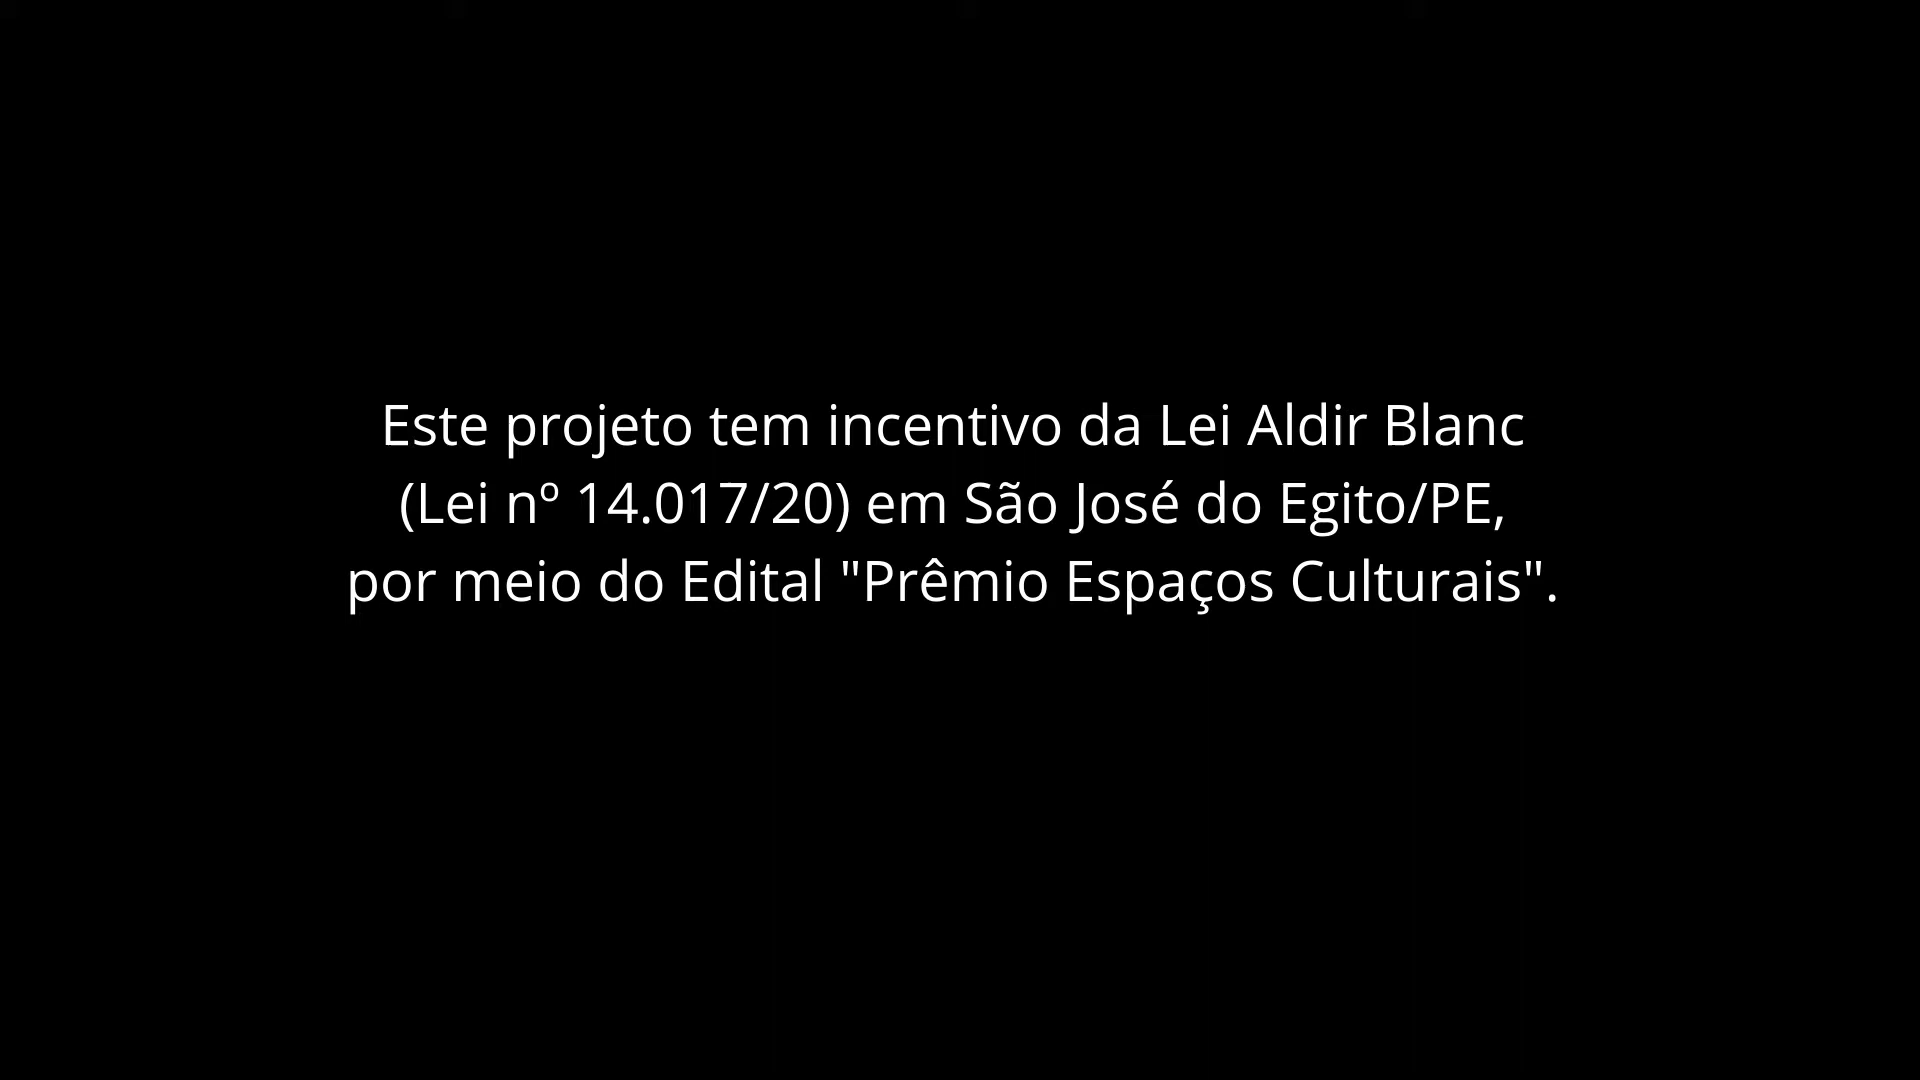 Este projeto tem incentivo da Lei Aldir Blanc
(Lei nº 14.017/20) em São José do Egito/PE,
por meio do Edital "Prêmio Espaços Culturais".